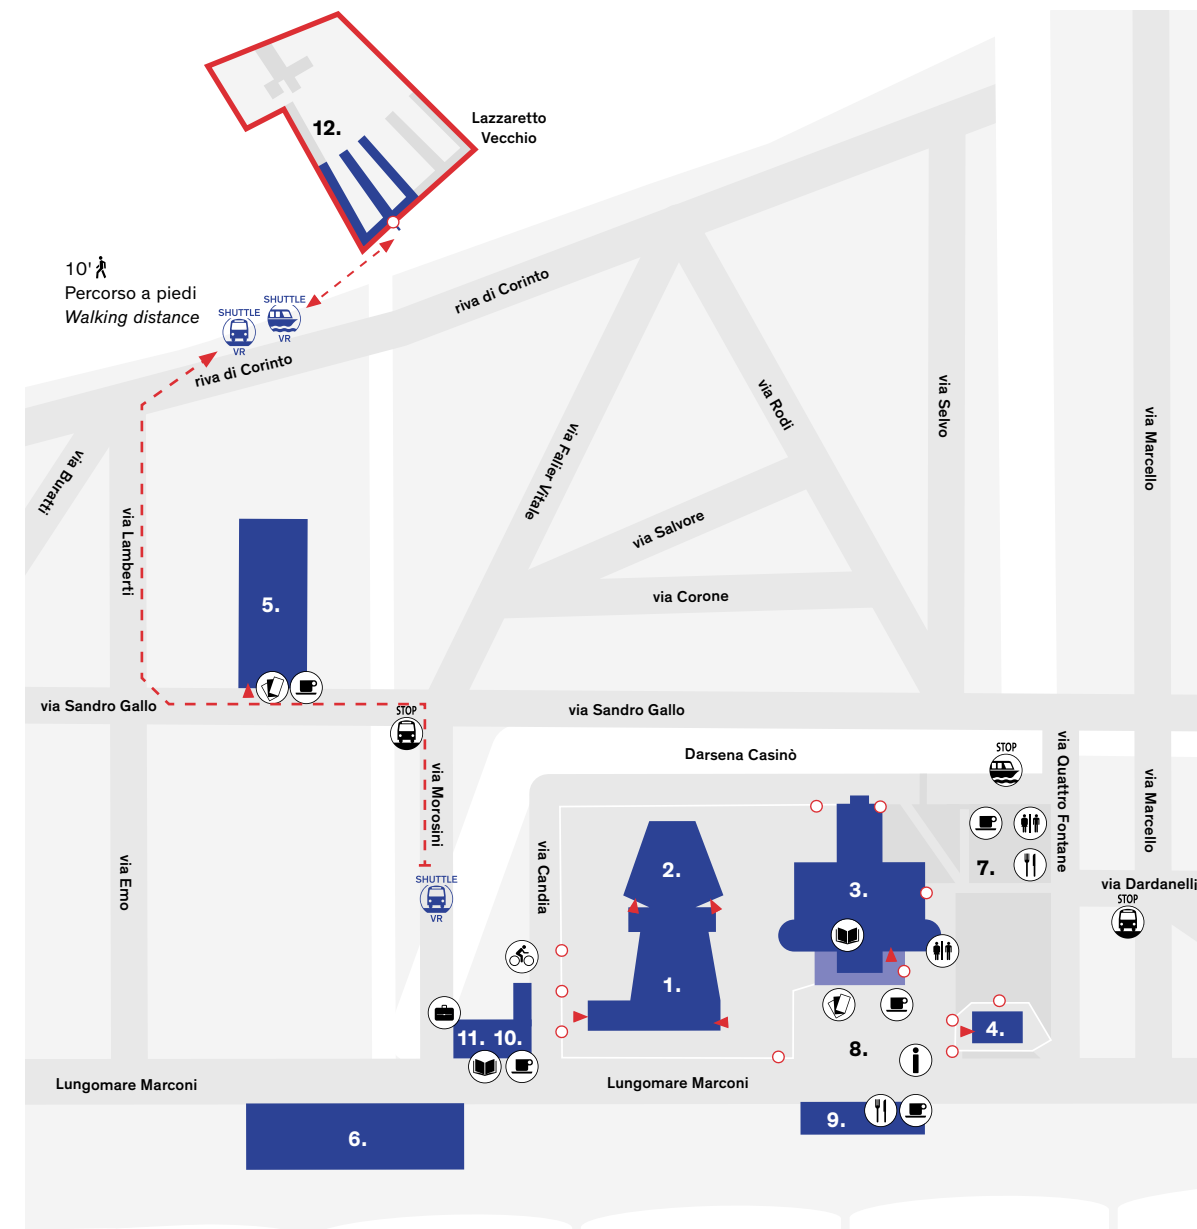 12.
Lazzaretto
Vecchio
10'
Percorso a piedi
Walking distance
SHUTTLE
VR
SHUTTLE
VR
riva di Corinto
riva di Corinto
via Buratti
via Lamberti
via Falier Vitale
via Rodi
via Selvo
via Marcello
via Salvore
via Corone
5.
via Sandro Gallo
via Sandro Gallo
STOP
Darsena Casinò
STOP
via Quattro Fontane
via Morosini
via Marcello
via Emo
via Candia
SHUTTLE
VR
2.
3.
7.
via Dardanelli
STOP
1.
4.
11.
10.
8.
Lungomare Marconi
Lungomare Marconi
6.
9.